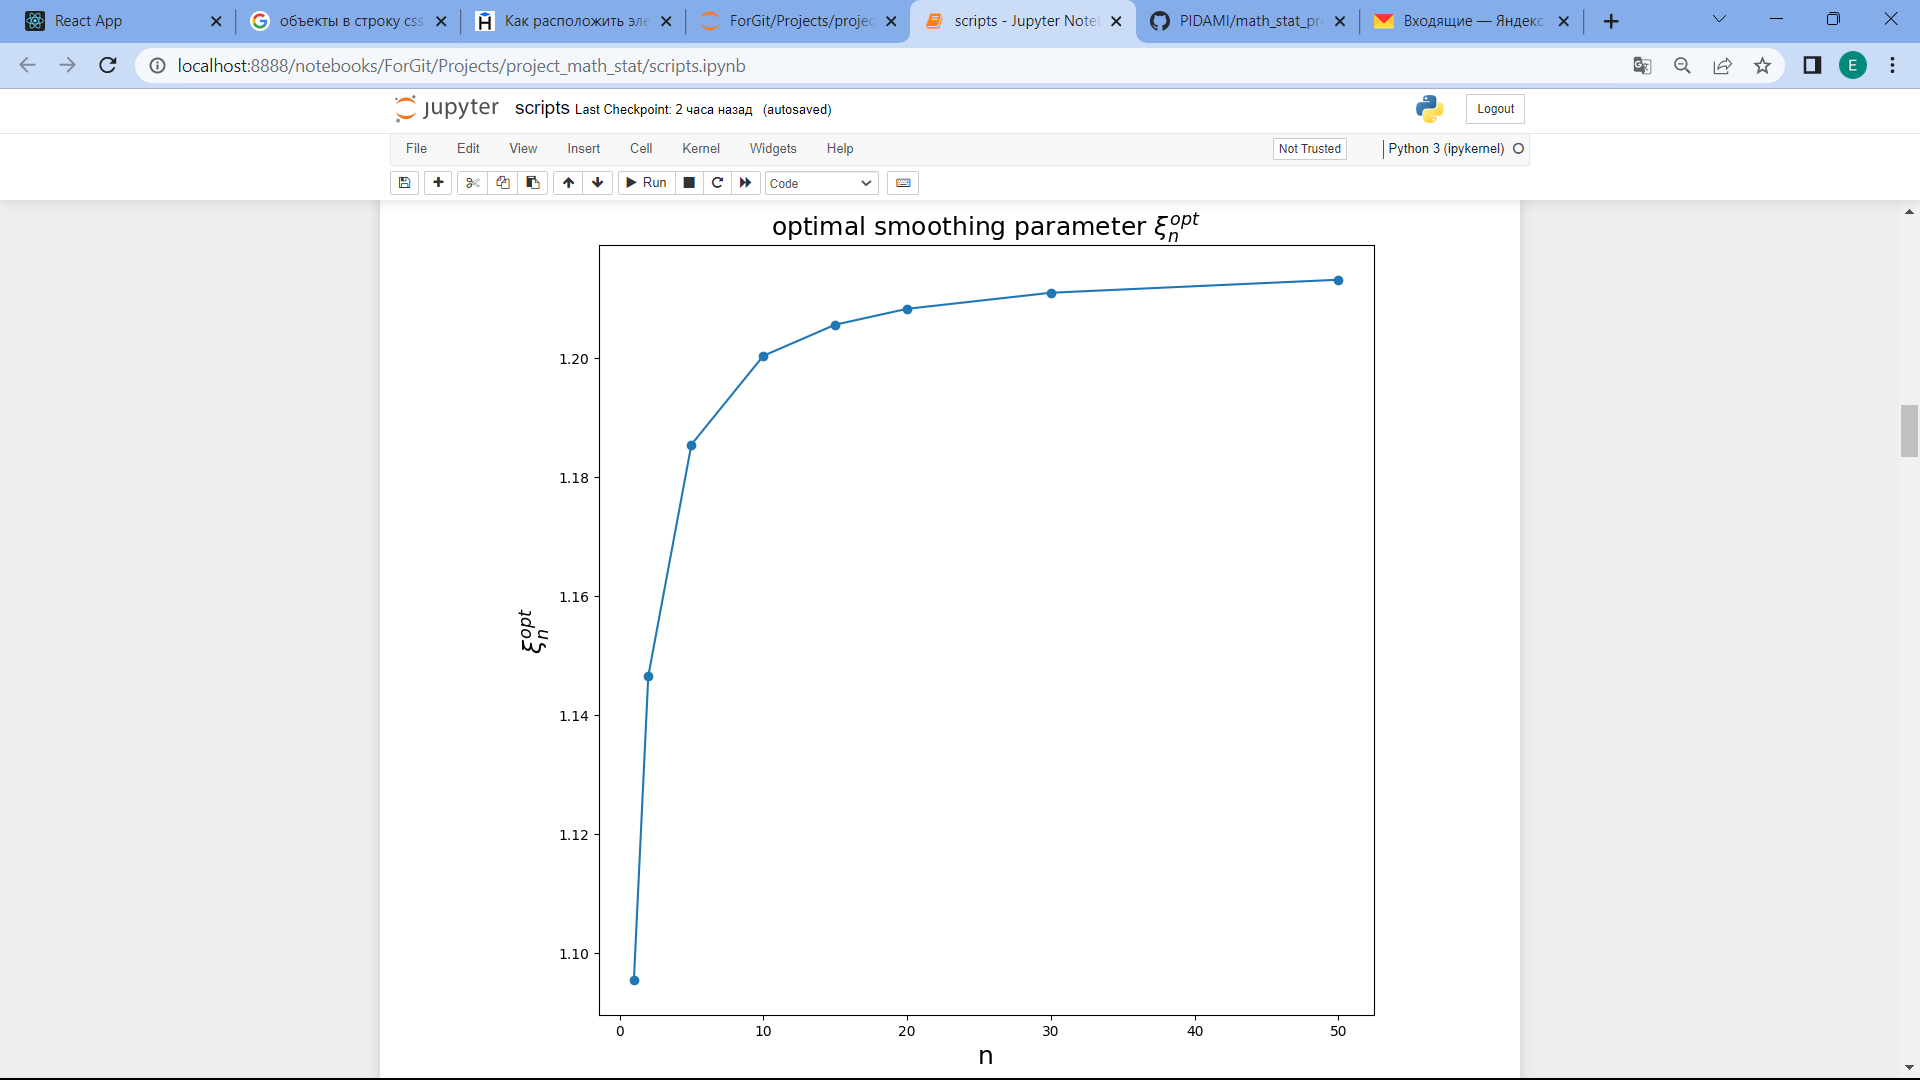 React App
объекты в строку css
Как расположить эле
ForGit/Projects/projec
scripts - Jupyter Note
PIDAMI/math_stat_pr
Входящие — Яндекс
localhost:8888/notebooks/ForGit/Projects/project_math_stat/scripts.ipynb
E
jupyter scripts Last Checkpoint: 2 часа назад (autosaved)
Logout
File Edit View Insert Cell Kernel Widgets Help
Not Trusted
Python 3 (ipykernel)
Run
Code
optimal smoothing parameter ξ_n^opt
1.20
1.18
1.16
1.14
1.12
1.10
ξ_n^opt
0 10 20 30 40 50
n